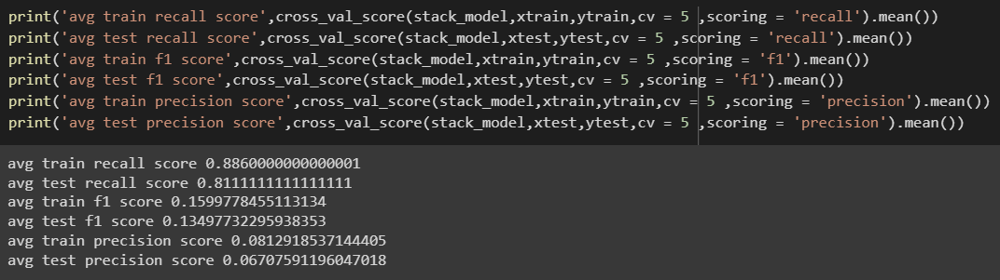 print('avg train recall score',cross_val_score(stack_model,xtrain,ytrain,cv = 5 ,scoring = 'recall').mean())
print('avg test recall score',cross_val_score(stack_model,xtest,ytest,cv = 5 ,scoring = 'recall').mean())
print('avg train f1 score',cross_val_score(stack_model,xtrain,ytrain,cv = 5 ,scoring = 'f1').mean())
print('avg test f1 score',cross_val_score(stack_model,xtest,ytest,cv = 5 ,scoring = 'f1').mean())
print('avg train precision score',cross_val_score(stack_model,xtrain,ytrain,cv = 5 ,scoring = 'precision').mean())
print('avg test precision score',cross_val_score(stack_model,xtest,ytest,cv = 5 ,scoring = 'precision').mean())
avg train recall score 0.8860000000000001
avg test recall score 0.8111111111111111
avg train f1 score 0.1599778455113134
avg test f1 score 0.13497732295938353
avg train precision score 0.0812918537144405
avg test precision score 0.06707591196047018